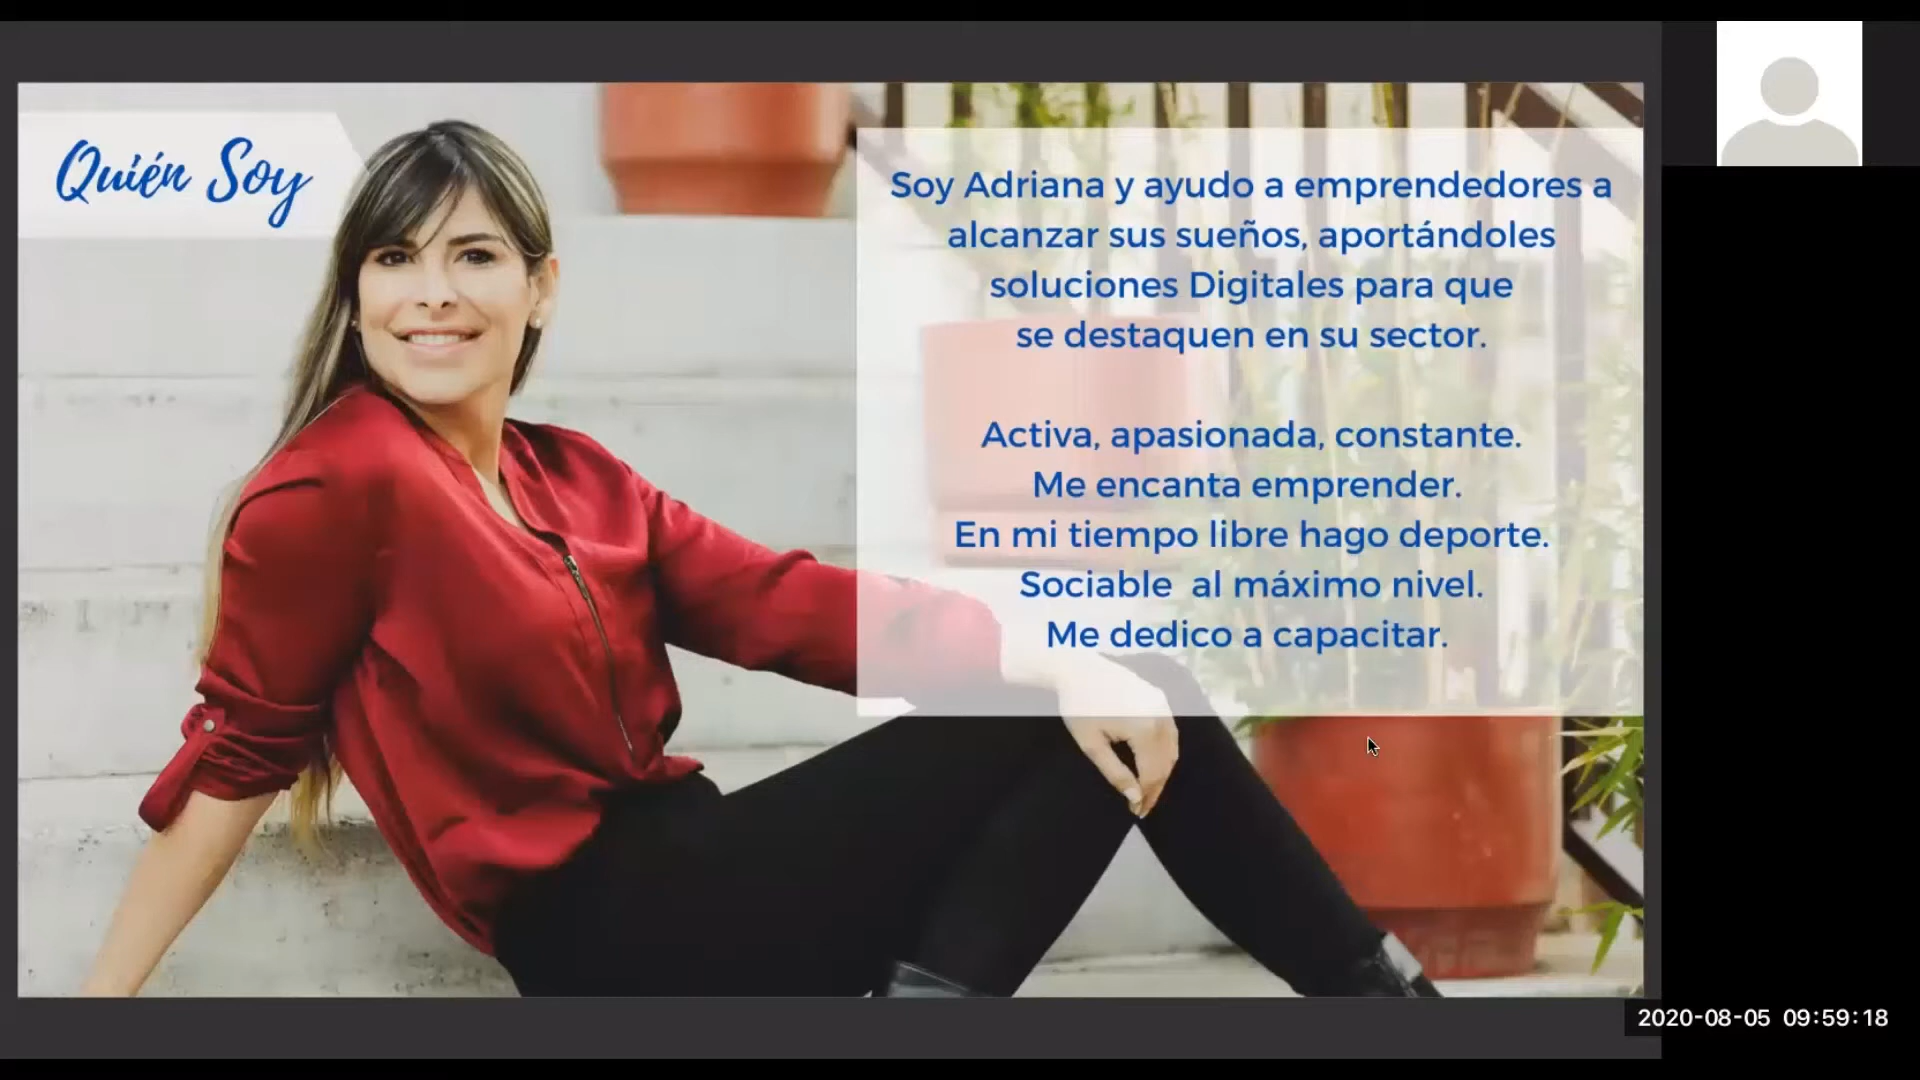 Quién Soy
Soy Adriana y ayudo a emprendedores a
alcanzar sus sueños, aportándoles
soluciones Digitales para que
se destaquen en su sector.
Activa, apasionada, constante.
Me encanta emprender.
En mi tiempo libre hago deporte.
Sociable al máximo nivel.
Me dedico a capacitar.
2020-08-05 09:59:18